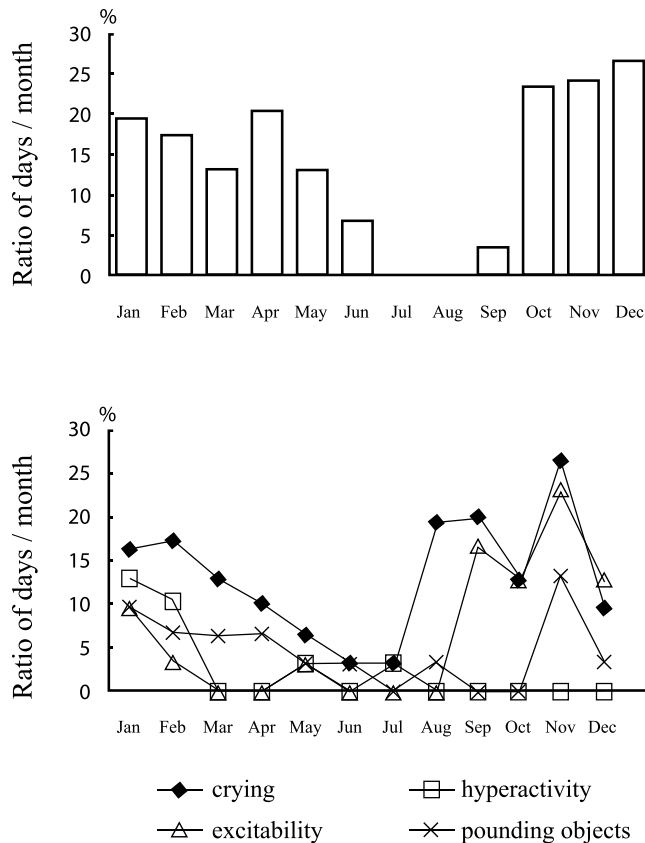 %
30
25
20
15
10
5
0
Ratio of days / month
Jan Feb Mar Apr May Jun Jul Aug Sep Oct Nov Dec
%
30
25
20
15
10
5
0
Ratio of days / month
Jan Feb Mar Apr May Jun Jul Aug Sep Oct Nov Dec
crying hyperactivity
excitability pounding objects